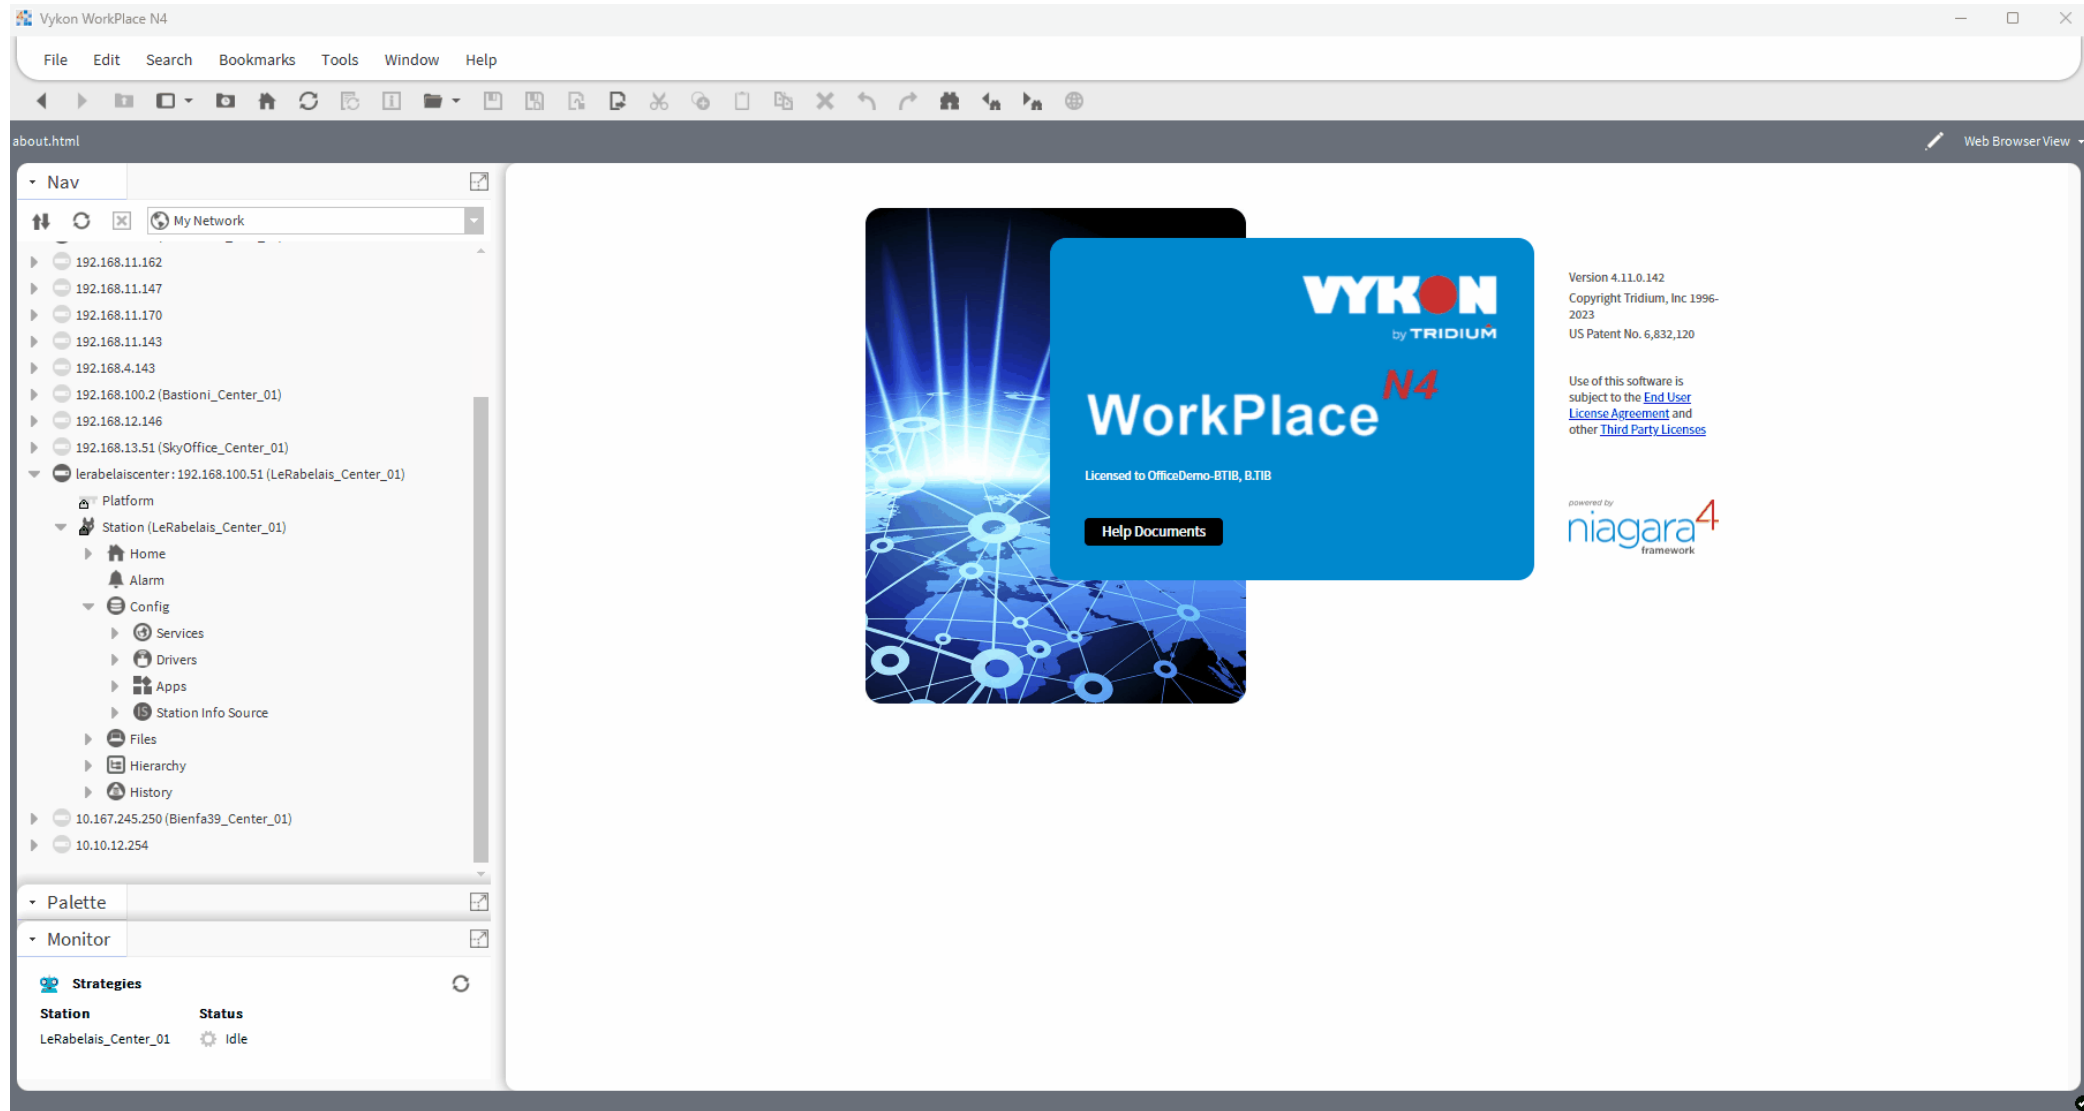 Vykon WorkPlace N4
File Edit Search Bookmarks Tools Window Help
about.html
Web Browser View
Nav
My Network
192.168.11.162
192.168.11.147
192.168.11.170
192.168.11.143
192.168.4.143
192.168.100.2 (Bastioni_Center_01)
192.168.12.146
192.168.13.51 (SkyOffice_Center_01)
lerabelaiscenter : 192.168.100.51 (LeRabelais_Center_01)
Platform
Station (LeRabelais_Center_01)
Home
Alarm
Config
Services
Drivers
Apps
IS Station Info Source
Files
Hierarchy
History
10.167.245.250 (Bienfa39_Center_01)
10.10.12.254
Palette
Monitor
Strategies
Station Status
LeRabelais_Center_01 Idle
VYKON
by TRIDIUM
WorkPlace N4
Licensed to OfficeDemo-BTIB, B.TIB
Help Documents
Version 4.11.0.142
Copyright Tridium, Inc 1996-
2023
US Patent No. 6,832,120
Use of this software is
subject to the End User
License Agreement and
other Third Party Licenses
powered by
niagara4
framework